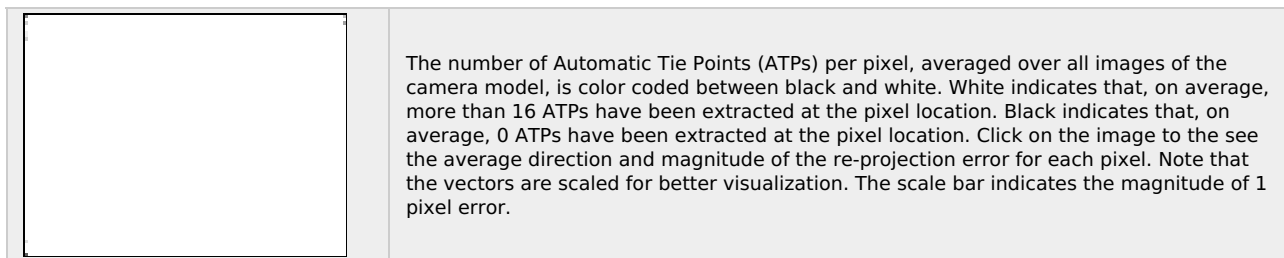 The number of Automatic Tie Points (ATPs) per pixel, averaged over all images of the
camera model, is color coded between black and white. White indicates that, on average,
more than 16 ATPs have been extracted at the pixel location. Black indicates that, on
average, 0 ATPs have been extracted at the pixel location. Click on the image to the see
the average direction and magnitude of the re-projection error for each pixel. Note that
the vectors are scaled for better visualization. The scale bar indicates the magnitude of 1
pixel error.